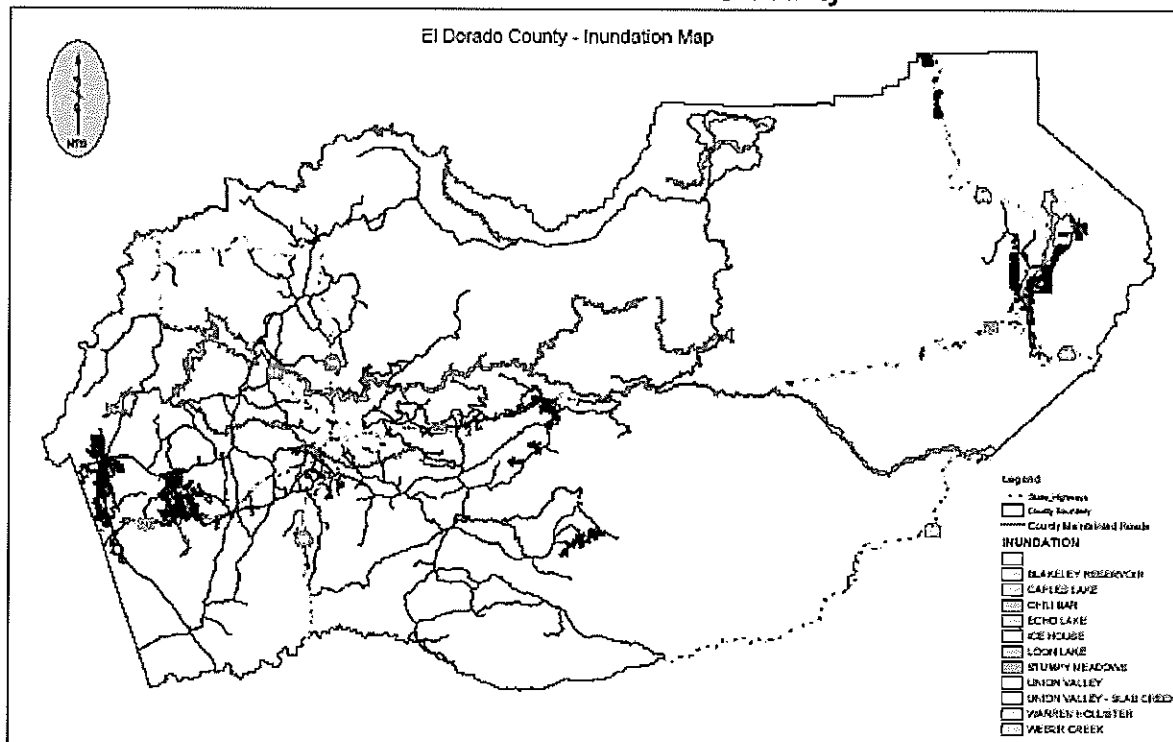 El Dorado County - Inundation Map
NTS
Legend
State_Highways
County Boundary
County Maintained Roads
INUNDATION
BLAKELEY RESERVOIR
CAPLES LAKE
CHILI BAR
ECHO LAKE
ICE HOUSE
LOON LAKE
STUMPY MEADOWS
UNION VALLEY
UNION VALLEY - SLAB CREEK
WARREN HOLLISTER
WEBER CREEK